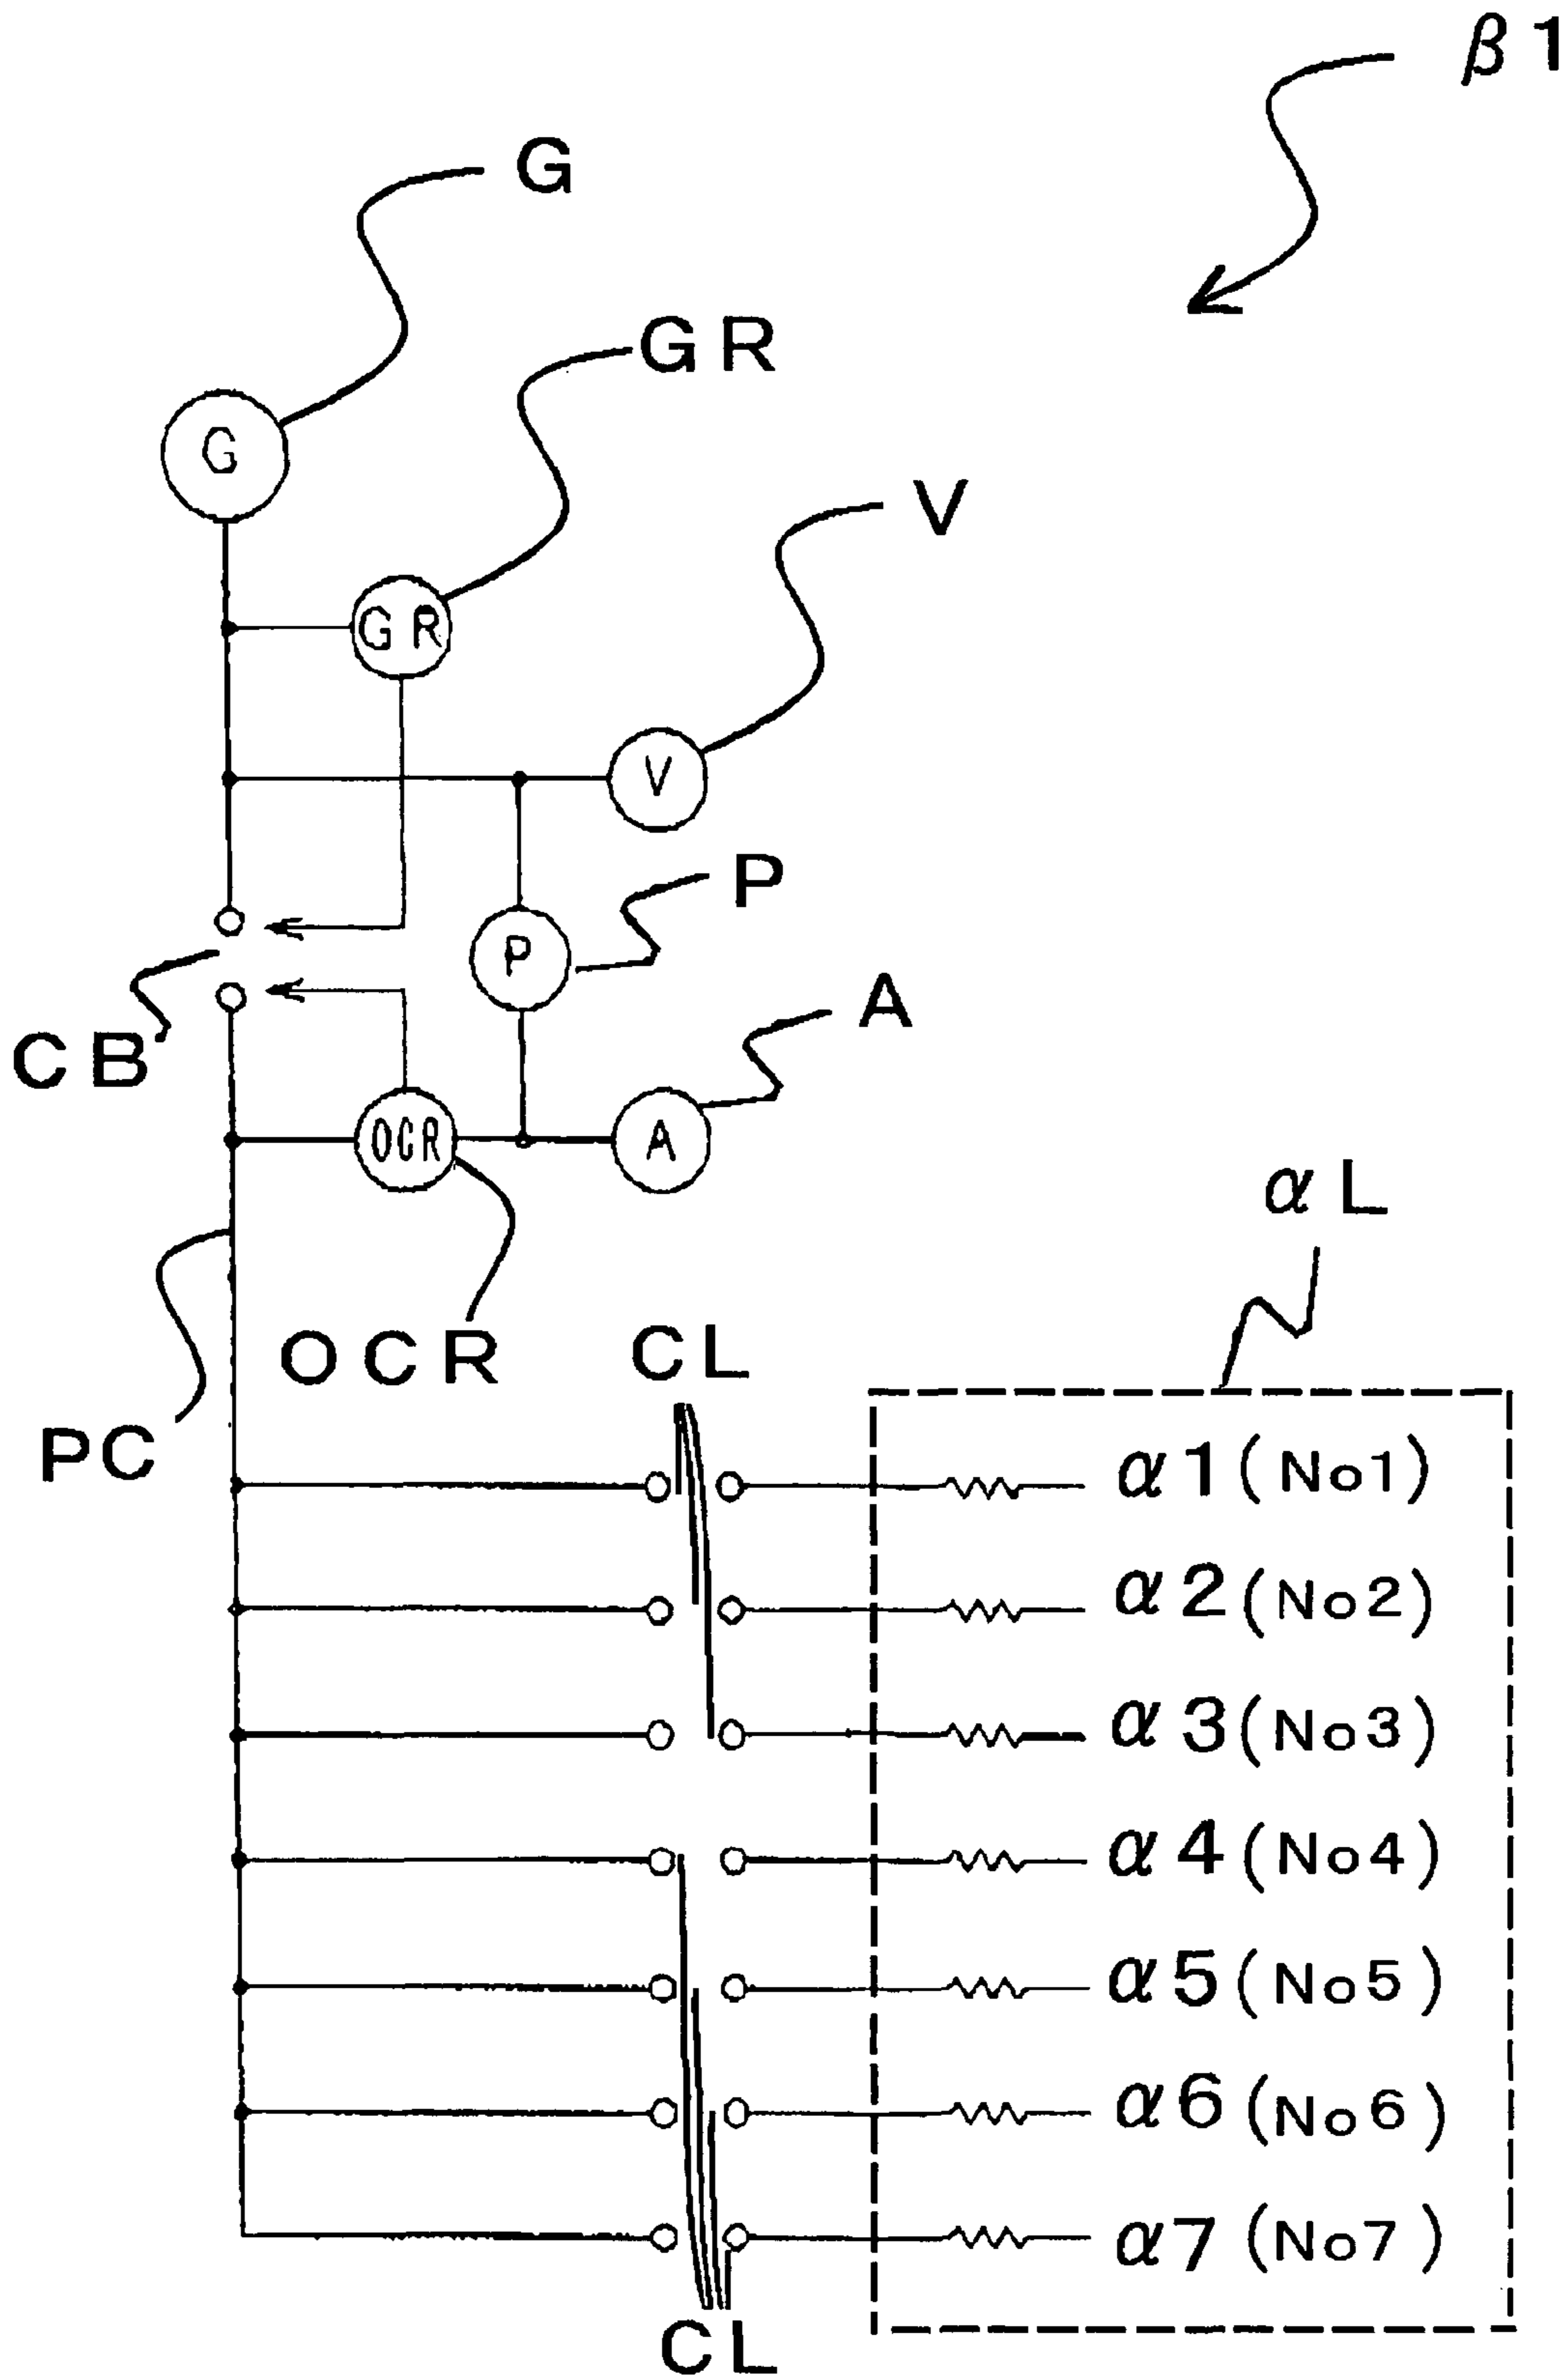 β1
G
GR
G
V
GR
V
P
P
A
CB
OCR
A
αL
OCR
CL
PC
α1(No1)
α2(No2)
α3(No3)
α4(No4)
α5(No5)
α6(No6)
α7(No7)
CL